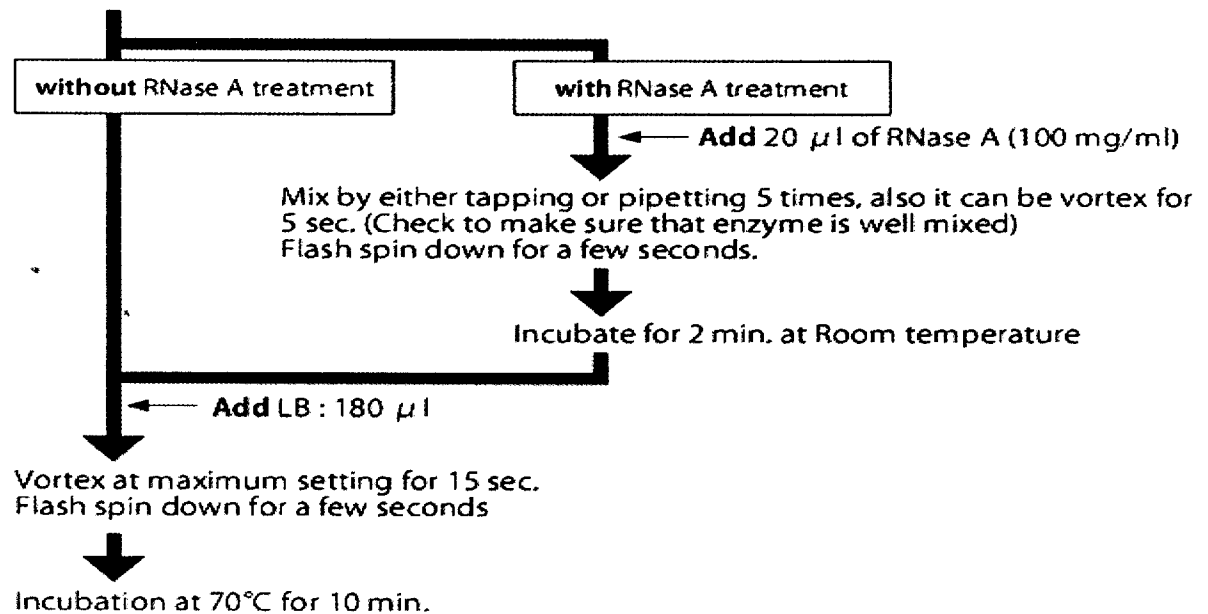 without RNase A treatment
with RNase A treatment
Add 20 μl of RNase A (100 mg/ml)
Mix by either tapping or pipetting 5 times, also it can be vortex for
5 sec. (Check to make sure that enzyme is well mixed)
Flash spin down for a few seconds.
Incubate for 2 min. at Room temperature
Add LB : 180 μl
Vortex at maximum setting for 15 sec.
Flash spin down for a few seconds
Incubation at 70°C for 10 min.